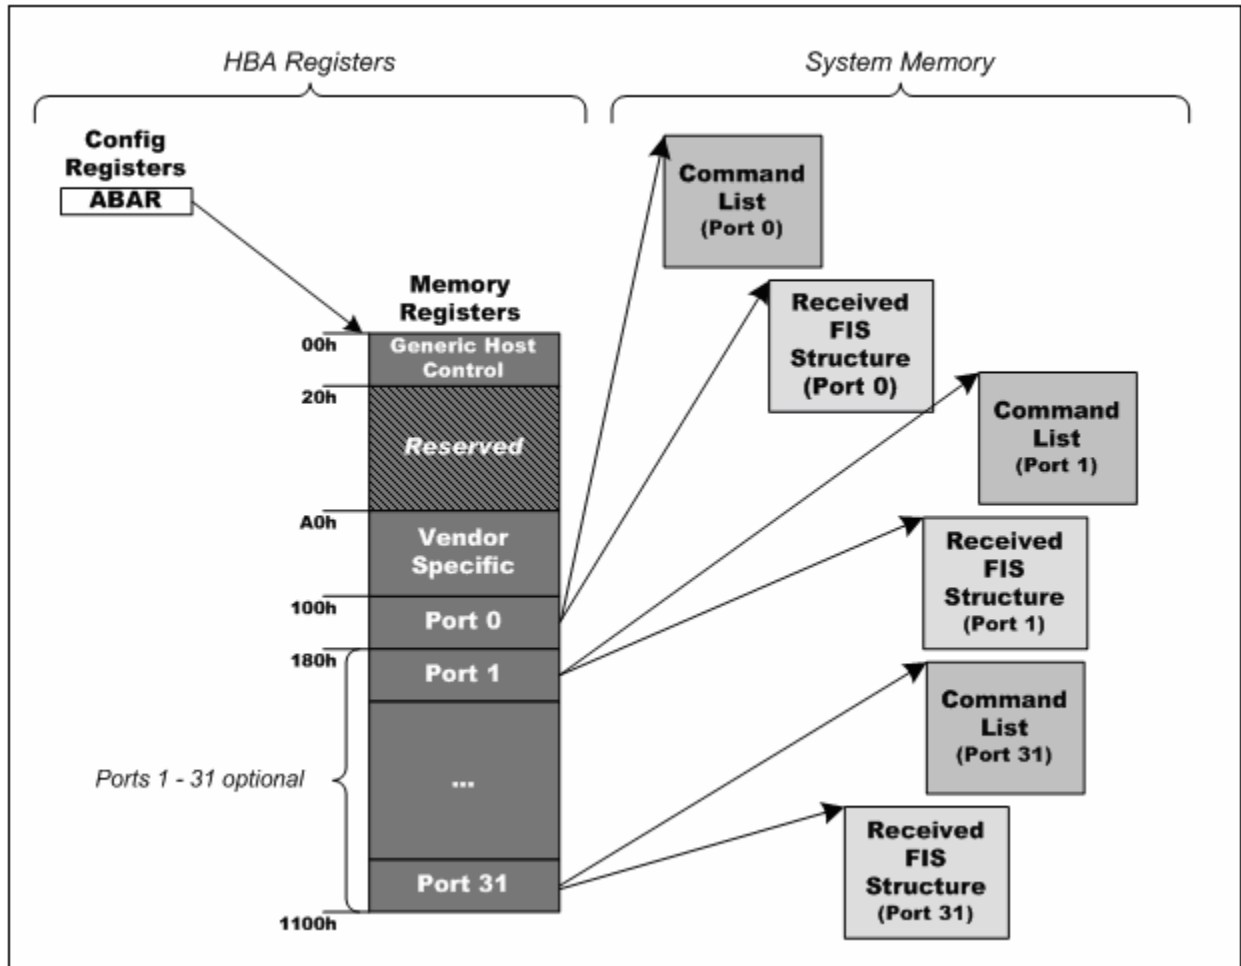 HBA Registers
System Memory
Config
Registers
ABAR
Memory
Registers
00h
Generic Host
Control
20h
Reserved
A0h
Vendor
Specific
100h
Port 0
180h
Port 1
...
Ports 1 - 31 optional
Port 31
1100h
Command
List
(Port 0)
Received
FIS
Structure
(Port 0)
Command
List
(Port 1)
Received
FIS
Structure
(Port 1)
Command
List
(Port 31)
Received
FIS
Structure
(Port 31)